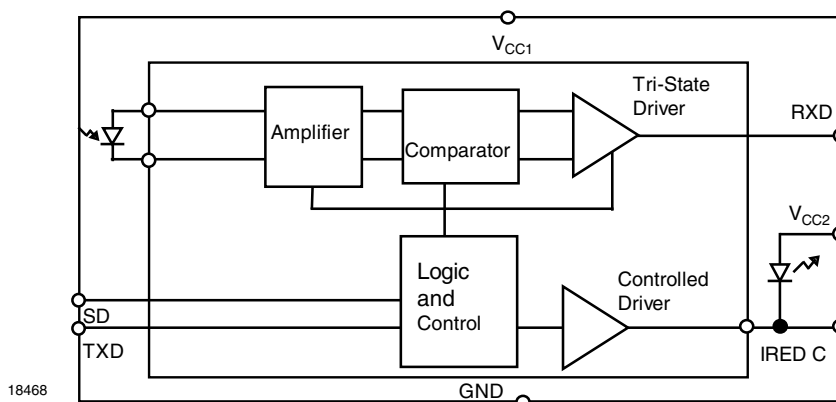 VCC1
Tri-State
Driver
RXD
Amplifier
Comparator
VCC2
Logic
and
Control
Controlled
Driver
SD
TXD
IRED C
GND
18468